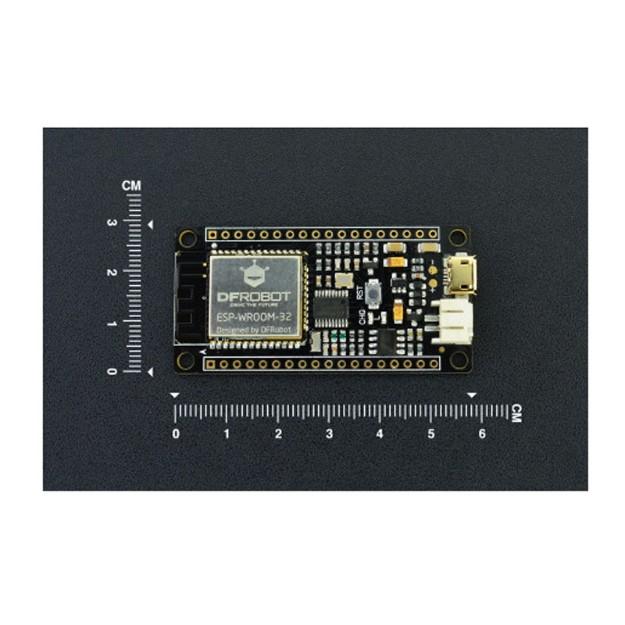 CM
3
2
1
0
DFROBOT
DRIVE THE FUTURE
ESP-WROOM-32
Designed by DFRobot
RST
CHG
0 1 2 3 4 5 6
CM